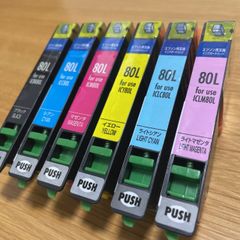 80L
for use
ブラック
BLACK
PUSH
80L
for use
シアン
CYAN
PUSH
80L
for use
マゼンタ
MAGENTA
PUSH
80L
for use
ICY80L
イエロー
YELLOW
PUSH
80L
for use
ICLC80L
ライトシアン
LIGHT CYAN
PUSH
80L
for use
ICLM80L
ライトマゼンタ
LIGHT MAGENTA
PUSH